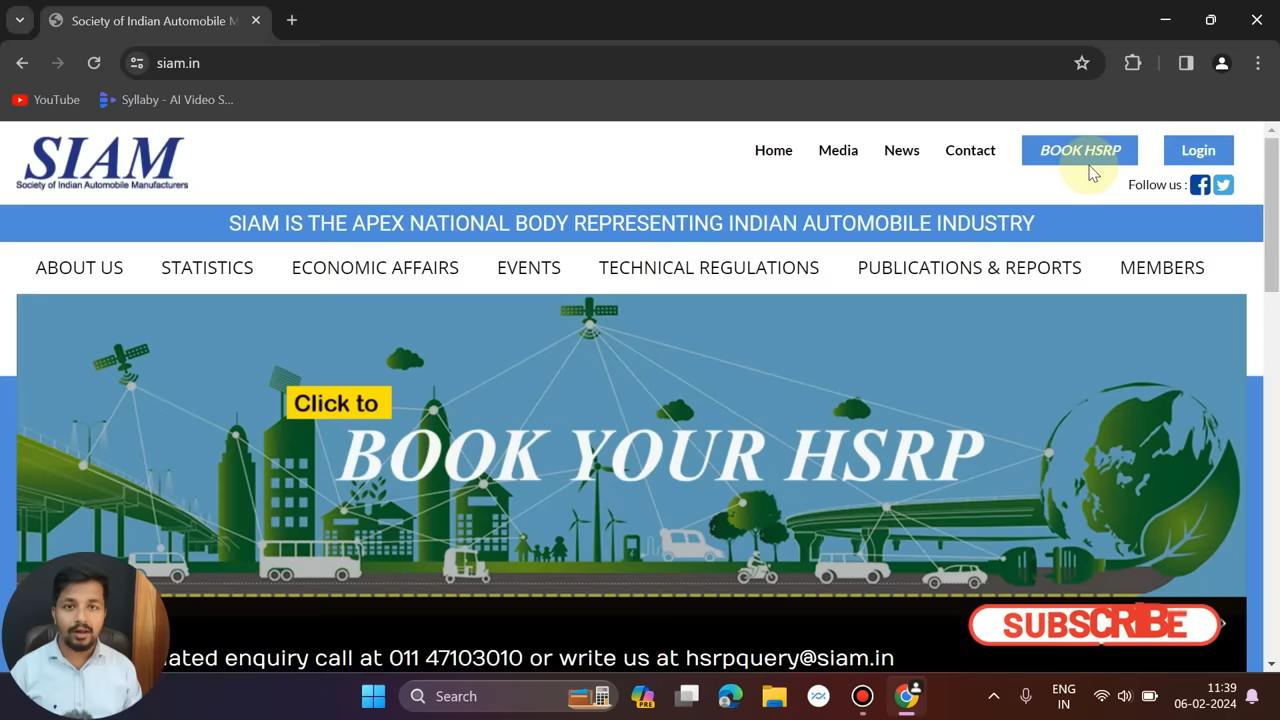 Society of Indian Automobile M
siam.in
YouTube
Syllaby - AI Video S...
SIAM
Society of Indian Automobile Manufacturers
Home
Media
News
Contact
BOOK HSRP
Login
Follow us :
SIAM IS THE APEX NATIONAL BODY REPRESENTING INDIAN AUTOMOBILE INDUSTRY
ABOUT US
STATISTICS
ECONOMIC AFFAIRS
EVENTS
TECHNICAL REGULATIONS
PUBLICATIONS & REPORTS
MEMBERS
Click to
BOOK YOUR HSRP
SUBSCRIBE
ated enquiry call at 011 47103010 or write us at hsrpquery@siam.in
Search
PRE
ENG
IN
11:39
06-02-2024